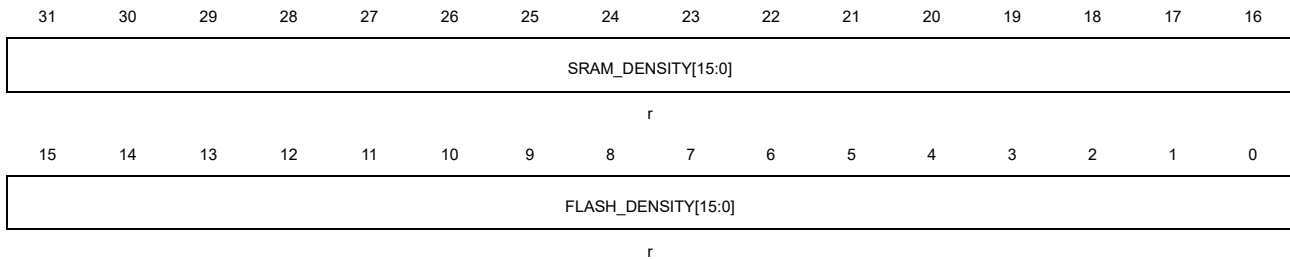 31 30 29 28 27 26 25 24 23 22 21 20 19 18 17 16
SRAM_DENSITY[15:0]
r
15 14 13 12 11 10 9 8 7 6 5 4 3 2 1 0
FLASH_DENSITY[15:0]
r